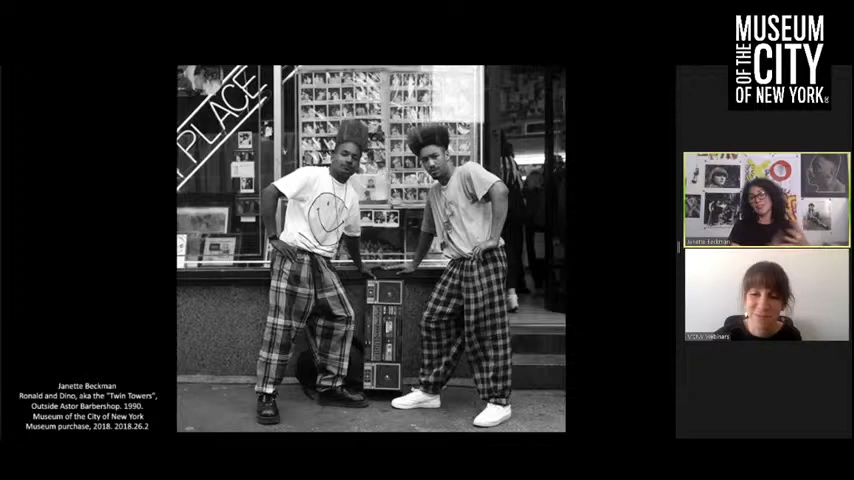 MUSEUM
OF THE CITY
OF NEW YORK
PLACE
Janette Beckman
MCNY Webinars
Janette Beckman
Ronald and Dino, aka the "Twin Towers",
Outside Astor Barbershop. 1990.
Museum of the City of New York
Museum purchase, 2018. 2018.26.2